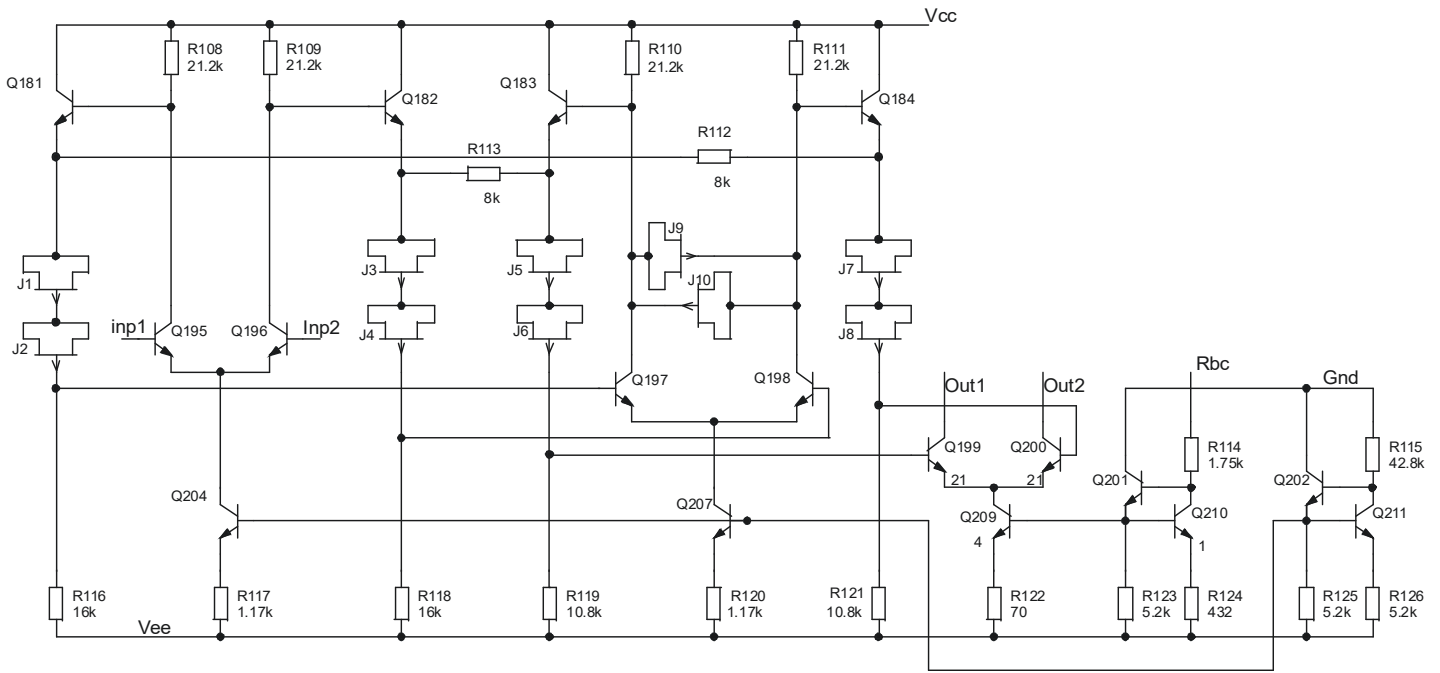 Vcc
R108
21.2k
R109
21.2k
R110
21.2k
R111
21.2k
Q181
Q182
Q183
Q184
R112
8k
R113
8k
J9
J1
J3
J5
J10
J7
inp1
Q195
Q196
Inp2
J2
J4
J6
J8
Q197
Q198
Rbc
Gnd
Out1
Out2
R114
1.75k
R115
42.8k
Q199
Q200
21
21
Q201
Q202
Q204
Q207
Q209
4
Q210
1
Q211
R116
16k
R117
1.17k
R118
16k
R119
10.8k
R120
1.17k
R121
10.8k
R122
70
R123
5.2k
R124
432
R125
5.2k
R126
5.2k
Vee